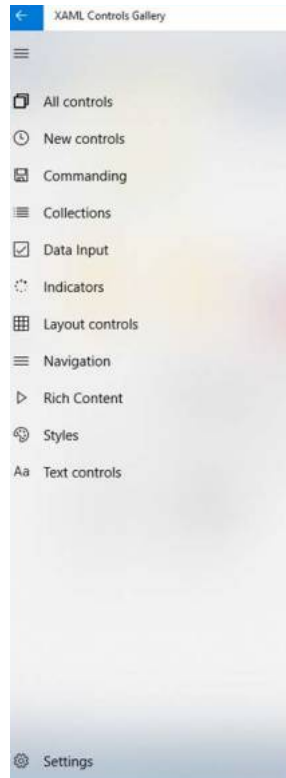 XAML Controls Gallery
All controls
New controls
Commanding
Collections
Data Input
Indicators
Layout controls
Navigation
Rich Content
Styles
Aa Text controls
Settings